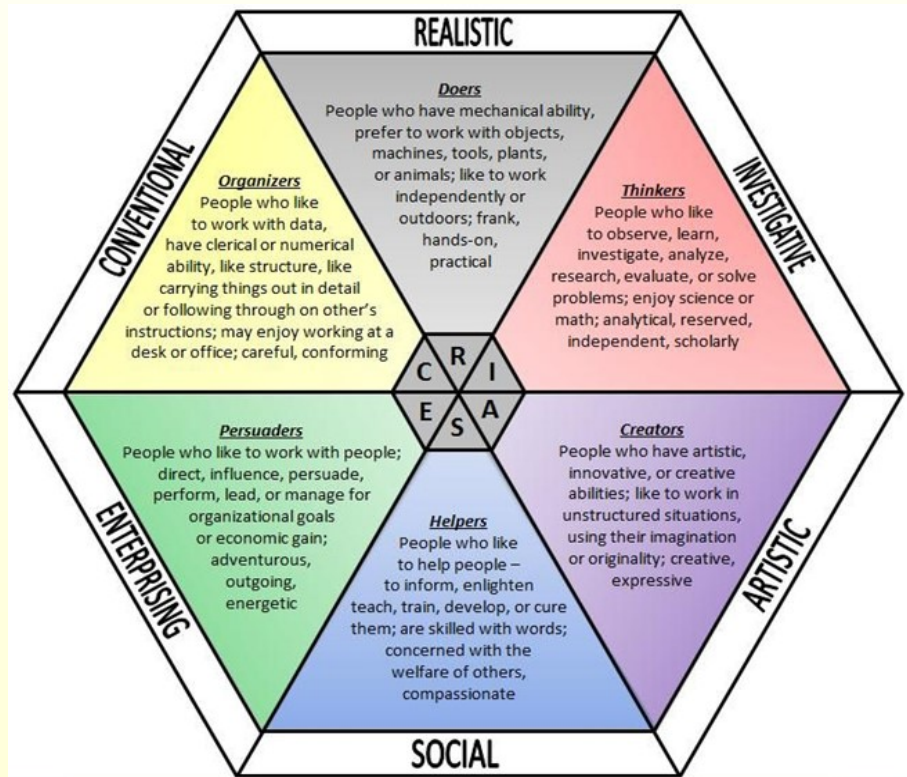 REALISTIC
Doers
People who have mechanical ability,
prefer to work with objects,
machines, tools, plants,
or animals; like to work
independently or
outdoors; frank,
hands-on,
practical
INVESTIGATIVE
Thinkers
People who like
to observe, learn,
investigate, analyze,
research, evaluate, or solve
problems; enjoy science or
math; analytical, reserved,
independent, scholarly
ARTISTIC
Creators
People who have artistic,
innovative, or creative
abilities; like to work in
unstructured situations,
using their imagination
or originality; creative,
expressive
SOCIAL
Helpers
People who like
to help people –
to inform, enlighten
teach, train, develop, or cure
them; are skilled with words;
concerned with the
welfare of others,
compassionate
ENTERPRISING
Persuaders
People who like to work with people;
direct, influence, persuade,
perform, lead, or manage for
organizational goals
or economic gain;
adventurous,
outgoing,
energetic
CONVENTIONAL
Organizers
People who like
to work with data,
have clerical or numerical
ability, like structure, like
carrying things out in detail
or following through on other's
instructions; may enjoy working at a
desk or office; careful, conforming
R
I
A
S
E
C